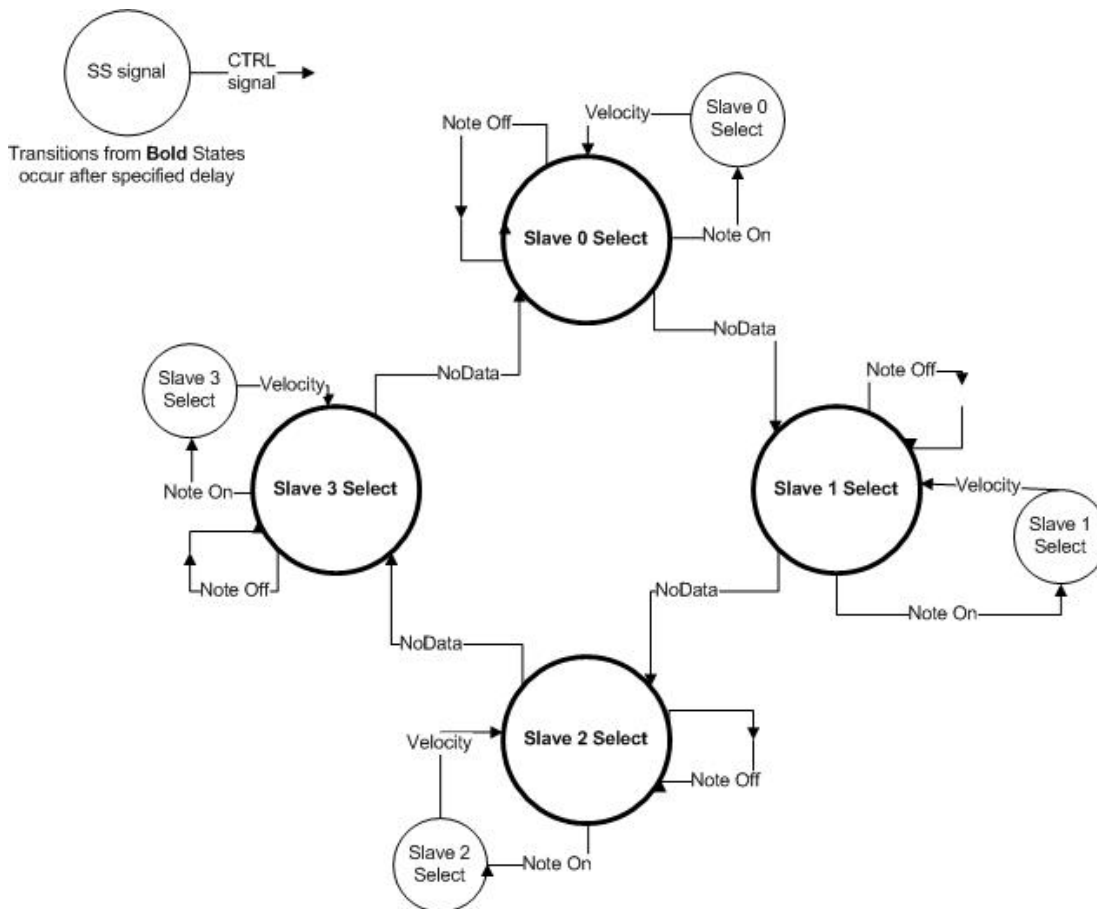 SS signal
CTRL
signal
Transitions from Bold States
occur after specified delay
Note Off
Velocity
Slave 0
Select
Slave 0 Select
Note On
NoData
NoData
Slave 3
Select
Velocity
Note Off
Slave 3 Select
Note On
Note Off
Slave 1 Select
Velocity
Slave 1
Select
Note On
NoData
NoData
Slave 2 Select
Velocity
Note Off
Slave 2
Select
Note On